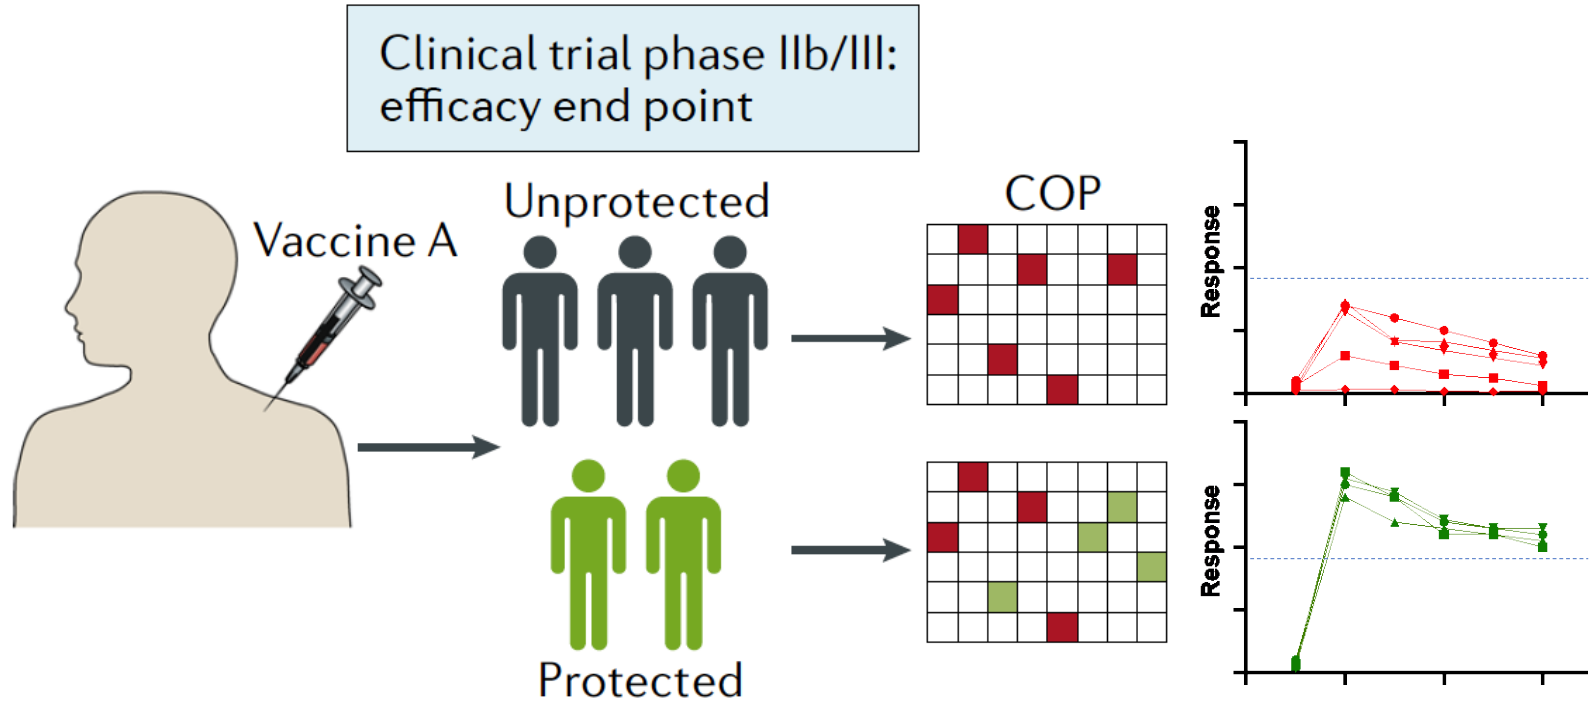 Clinical trial phase IIb/III:
efficacy end point
Vaccine A
Unprotected
COP
Response
Protected
Response